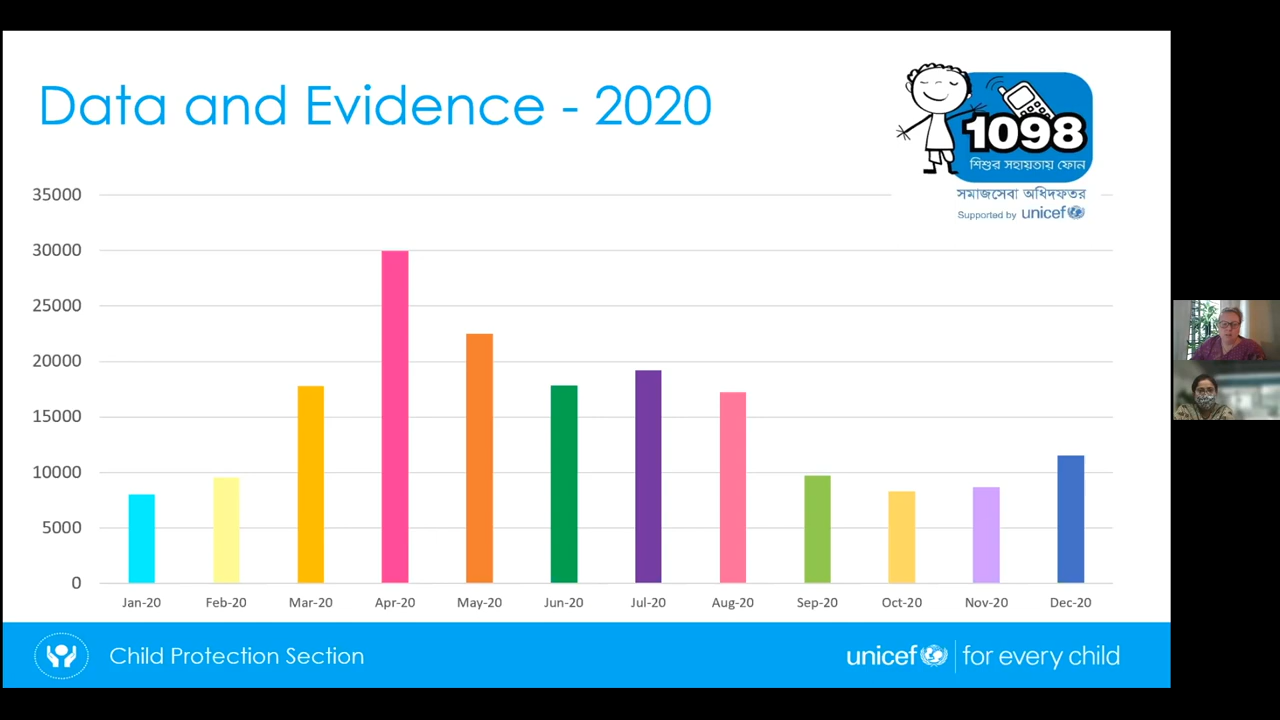 Data and Evidence - 2020
1098
শিশুর সহায়তায় ফোন
সমাজসেবা অধিদফতর
Supported by unicef
35000
30000
25000
20000
15000
10000
5000
0
Jan-20 Feb-20 Mar-20 Apr-20 May-20 Jun-20 Jul-20 Aug-20 Sep-20 Oct-20 Nov-20 Dec-20
Child Protection Section
unicef for every child